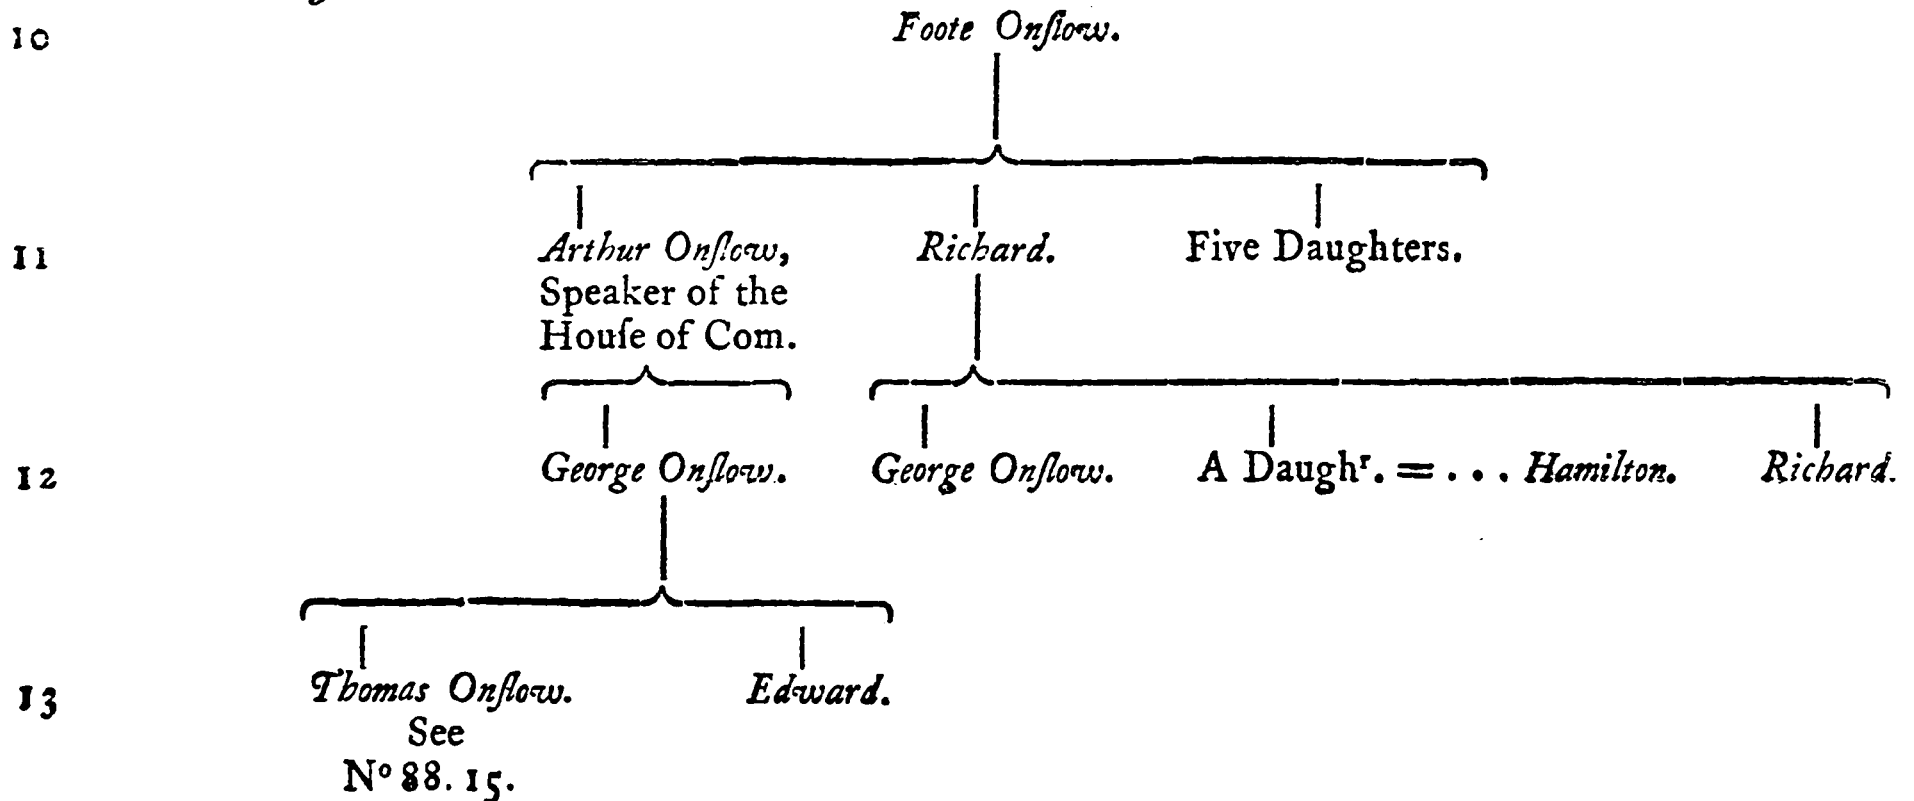 10 Foote Onſlow.
11 Arthur Onſlow, Richard. Five Daughters.
Speaker of the
Houſe of Com.
12 George Onſlow. George Onſlow. A Daughʳ. = . . . Hamilton. Richard.
13 Thomas Onſlow. Edward.
See
Nº 88. 15.